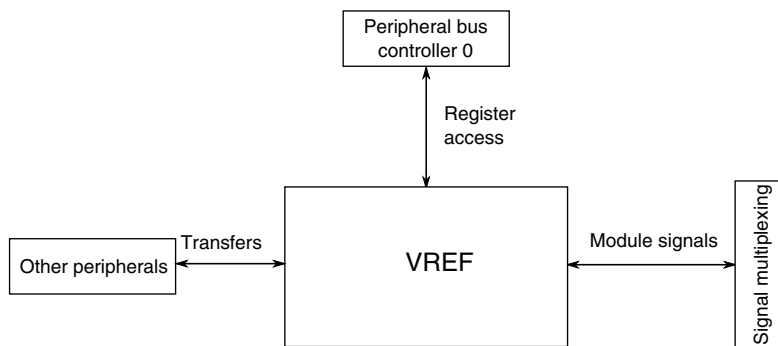 Peripheral bus
controller 0
Register
access
Transfers
Other peripherals
VREF
Module signals
Signal multiplexing